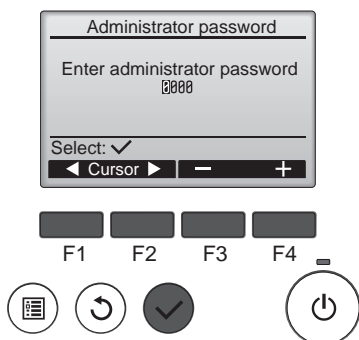 Administrator password
Enter administrator password
0000
Select: ✓
◀ Cursor ▶ − +
F1 F2 F3 F4